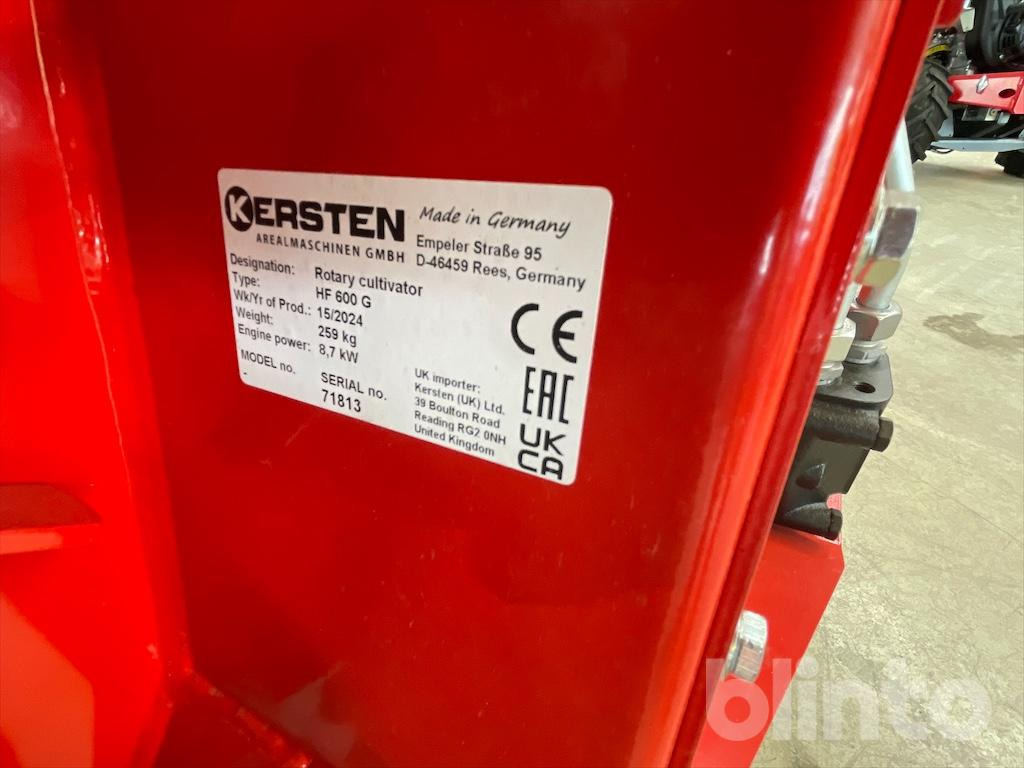 KERSTEN
AREALMASCHINEN GMBH
Made in Germany
Empeler Straße 95
D-46459 Rees, Germany
Designation: Rotary cultivator
Type: HF 600 G
Wk/Yr of Prod.: 15/2024
Weight: 259 kg
Engine power: 8,7 kW
MODEL no. SERIAL no.
- 71813
UK importer:
Kersten (UK) Ltd.
39 Boulton Road
Reading RG2 0NH
United Kingdom
CE
EAC
UK
CA
blinto